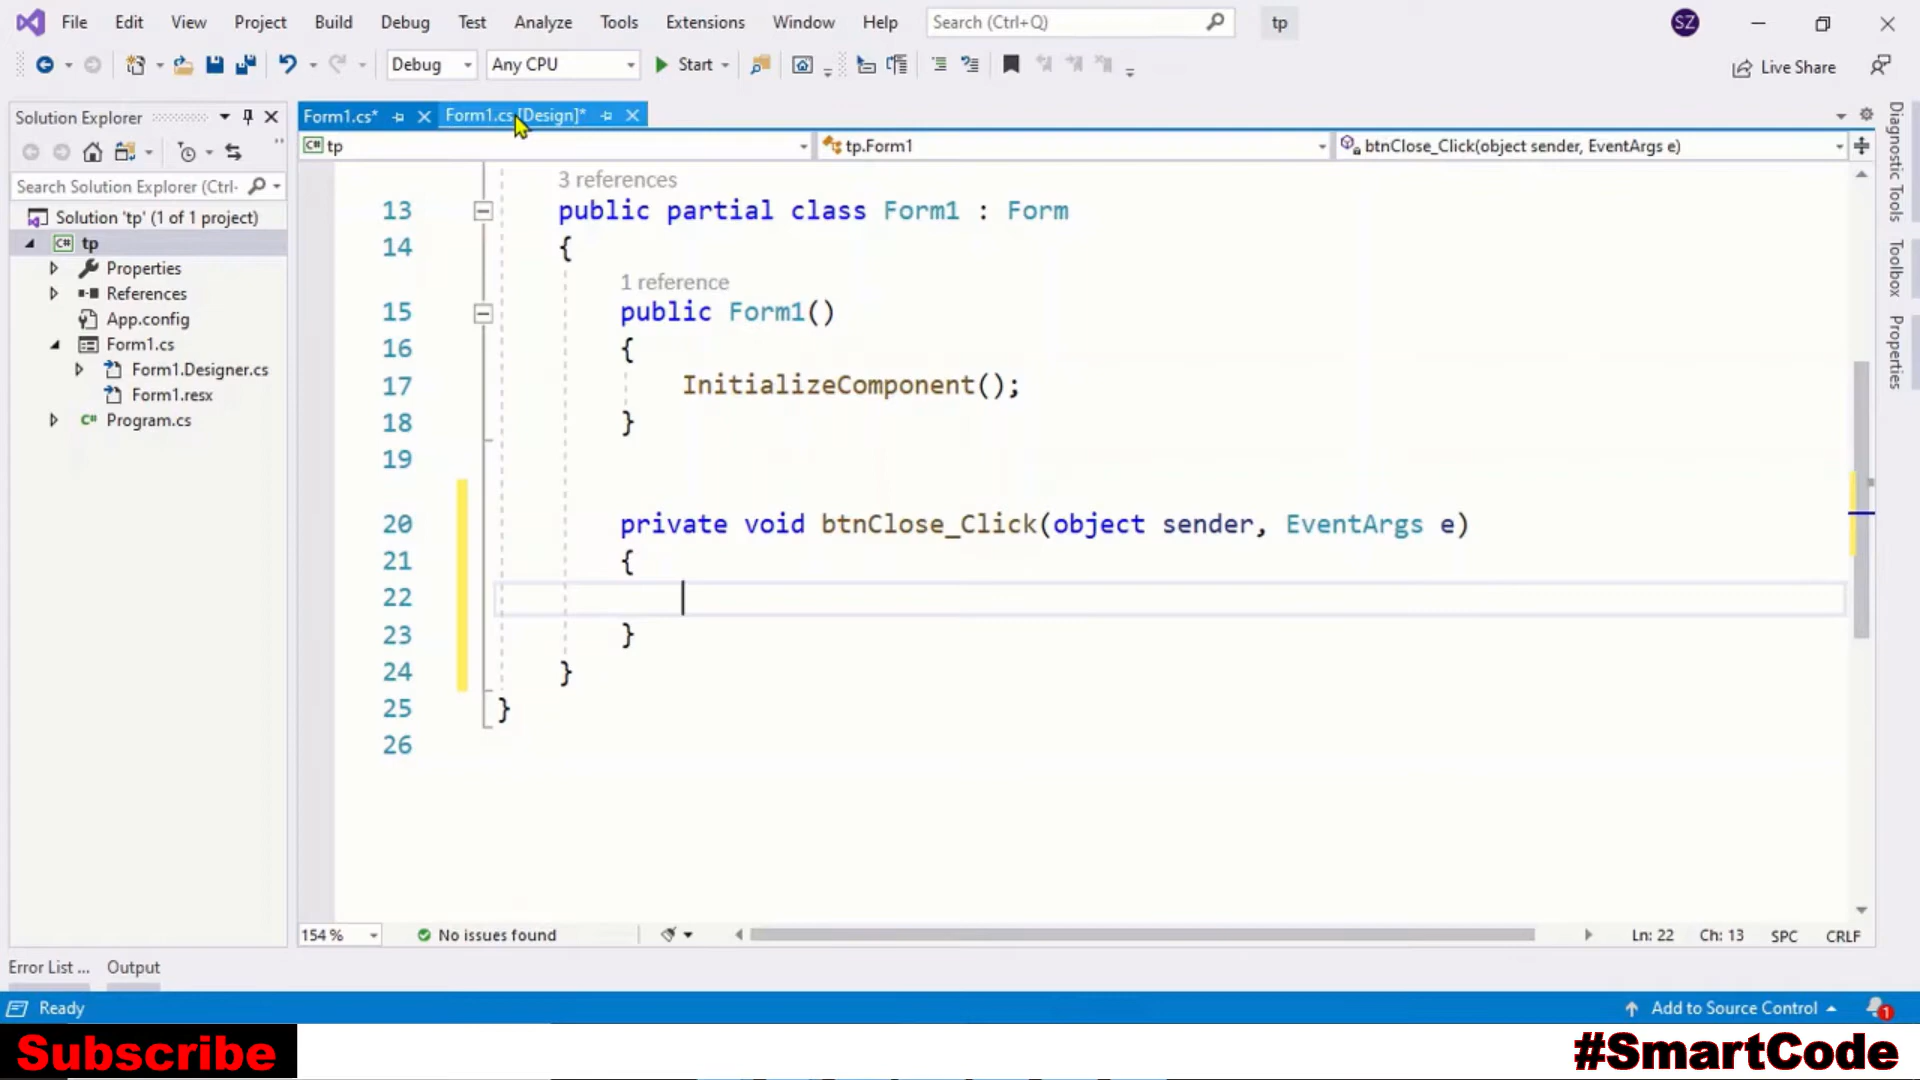 File Edit View Project Build Debug Test Analyze Tools Extensions Window Help Search (Ctrl+Q) tp SZ
Debug Any CPU Start Live Share
Solution Explorer
Form1.cs* Form1.cs [Design]*
tp tp.Form1 btnClose_Click(object sender, EventArgs e)
Search Solution Explorer (Ctrl-
Solution 'tp' (1 of 1 project)
C# tp
Properties
References
App.config
Form1.cs
Form1.Designer.cs
Form1.resx
C# Program.cs
3 references
13 public partial class Form1 : Form
14 {
1 reference
15 public Form1()
16 {
17 InitializeComponent();
18 }
19
20 private void btnClose_Click(object sender, EventArgs e)
21 {
22
23 }
24 }
25 }
26
Diagnostic Tools
Toolbox
Properties
154 % No issues found Ln: 22 Ch: 13 SPC CRLF
Error List ... Output
Ready Add to Source Control 1
Subscribe #SmartCode